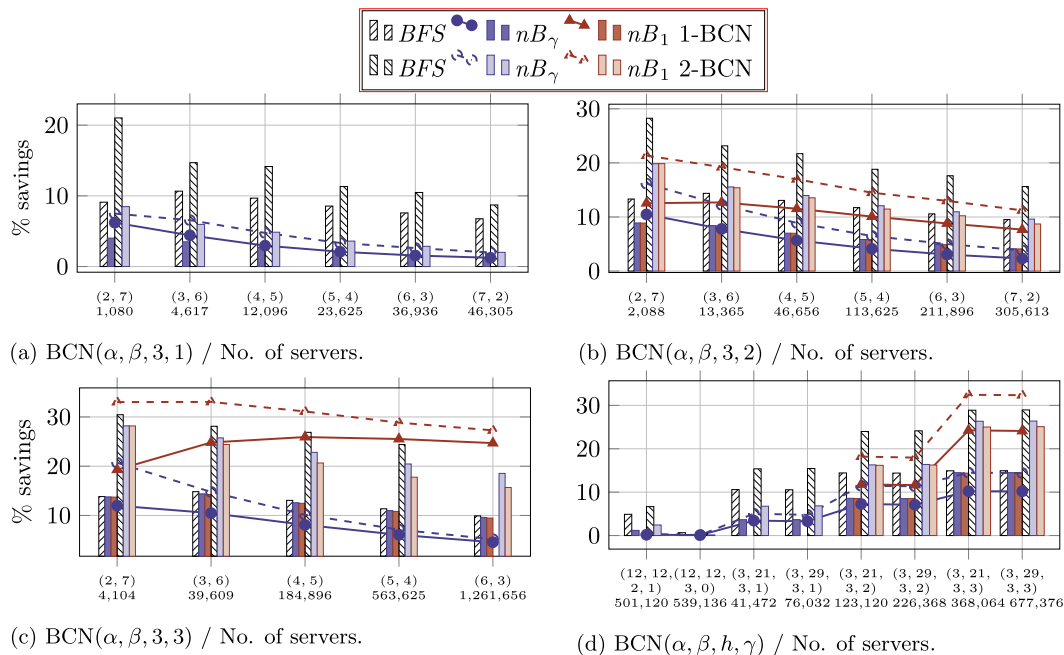 BFS nBγ nB1 1-BCN
BFS nBγ nB1 2-BCN
% savings
20
10
0
(2, 7) (3, 6) (4, 5) (5, 4) (6, 3) (7, 2)
1,080 4,617 12,096 23,625 36,936 46,305
(a) BCN(α, β, 3, 1) / No. of servers.
30
20
10
0
(2, 7) (3, 6) (4, 5) (5, 4) (6, 3) (7, 2)
2,088 13,365 46,656 113,625 211,896 305,613
(b) BCN(α, β, 3, 2) / No. of servers.
% savings
30
20
10
(2, 7) (3, 6) (4, 5) (5, 4) (6, 3)
4,104 39,609 184,896 563,625 1,261,656
(c) BCN(α, β, 3, 3) / No. of servers.
30
20
10
0
(12, 12, (12, 12, (3, 21, (3, 29, (3, 21, (3, 29, (3, 21, (3, 29,
2, 1) 3, 0) 3, 1) 3, 1) 3, 2) 3, 2) 3, 3) 3, 3)
501,120 539,136 41,472 76,032 123,120 226,368 368,064 677,376
(d) BCN(α, β, h, γ) / No. of servers.